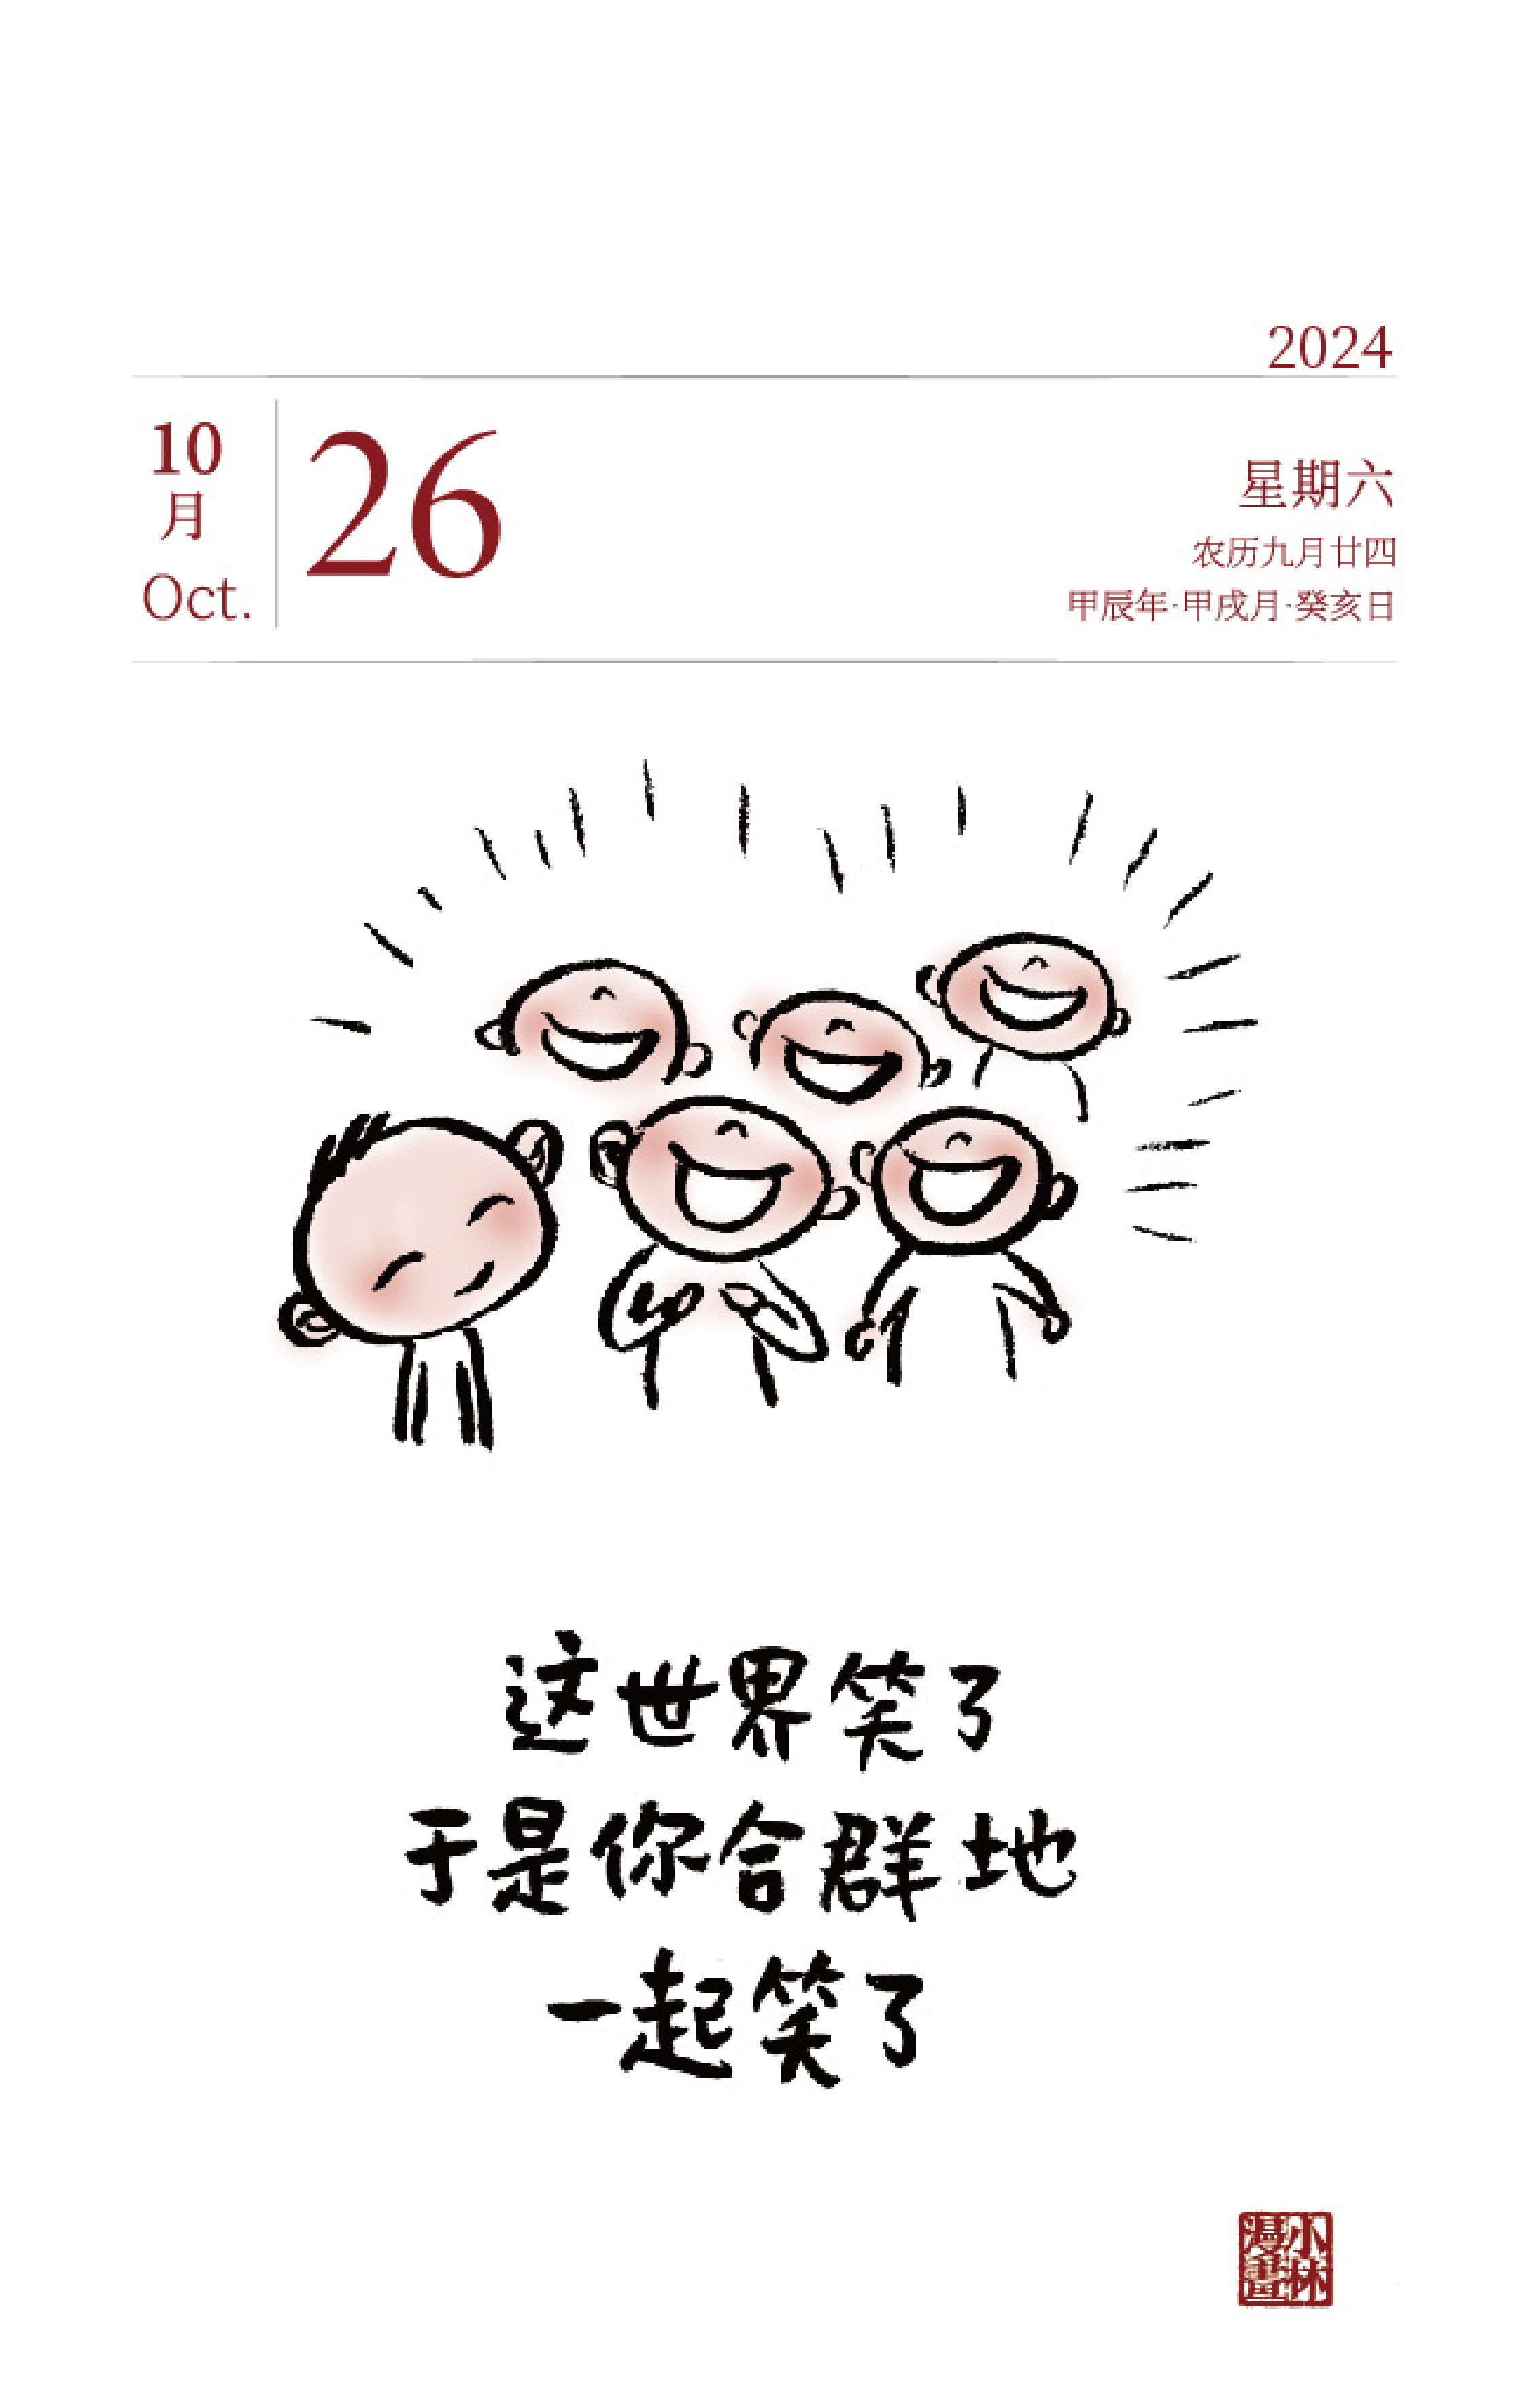 2024
10
月
Oct.
26
星期六
农历九月廿四
甲辰年·甲戌月·癸亥日
这世界笑了
于是你合群地
一起笑了
小林
漫畫